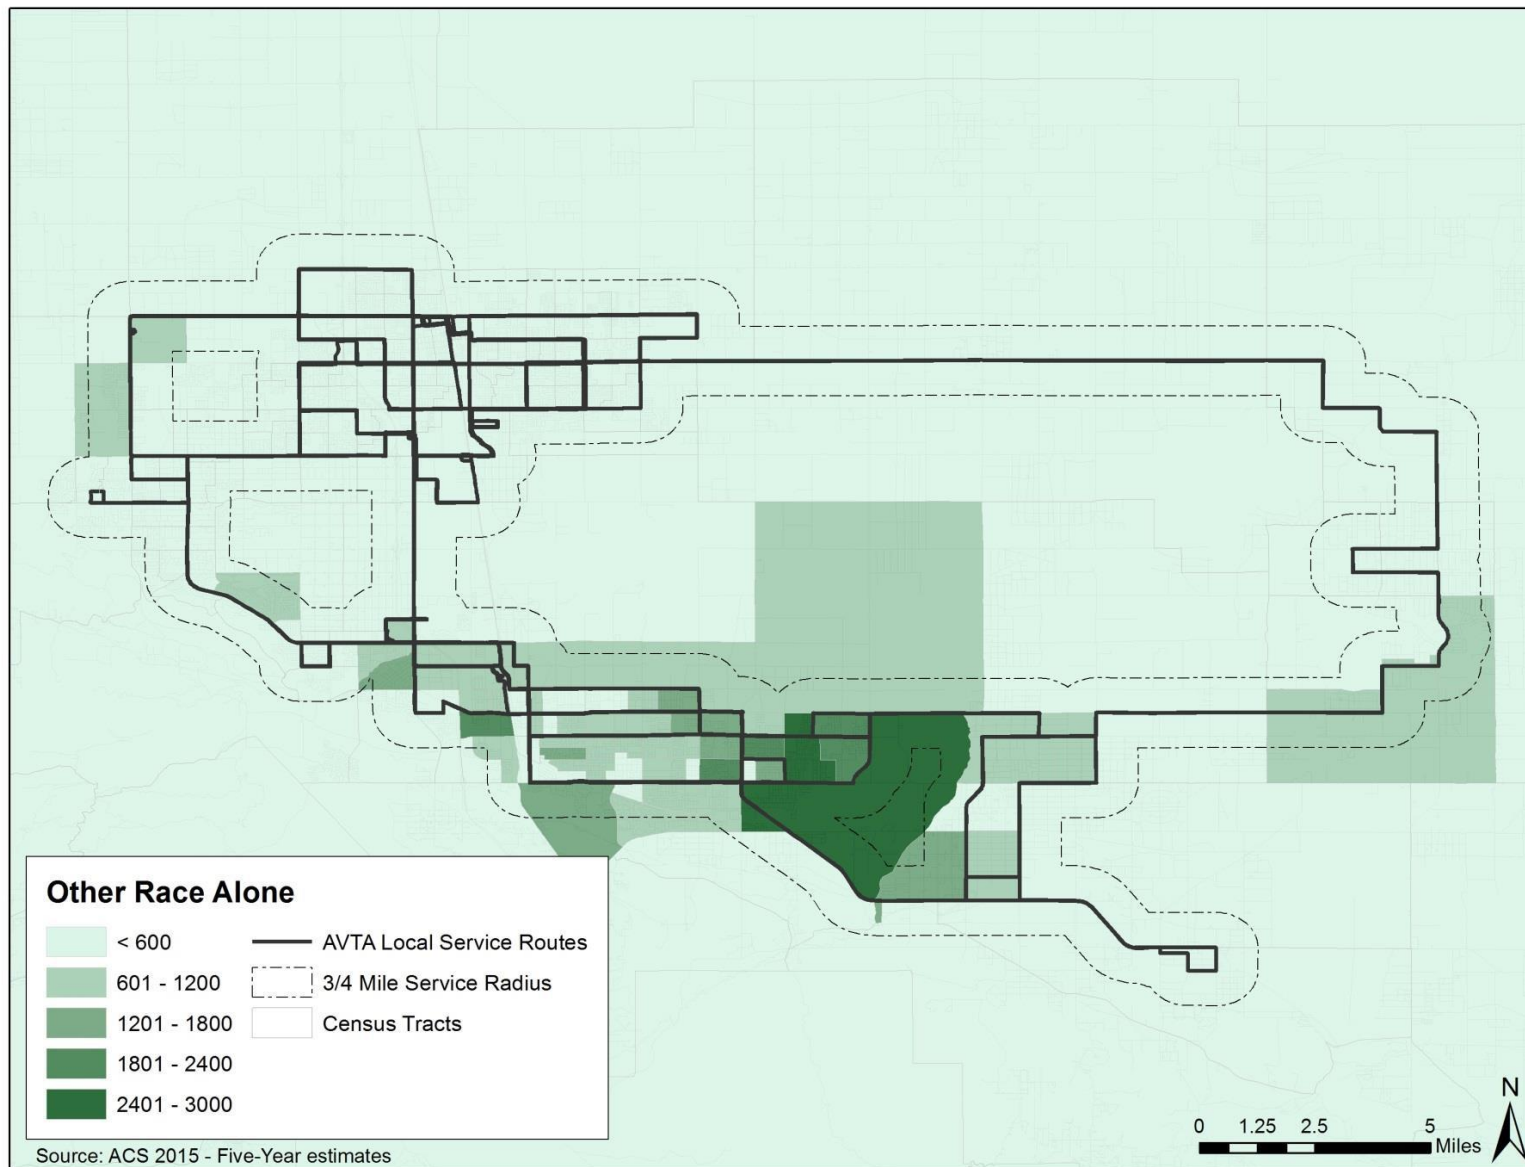 Other Race Alone
< 600
AVTA Local Service Routes
601 - 1200
3/4 Mile Service Radius
1201 - 1800
Census Tracts
1801 - 2400
2401 - 3000
Source: ACS 2015 - Five-Year estimates
N
0 1.25 2.5 5
Miles